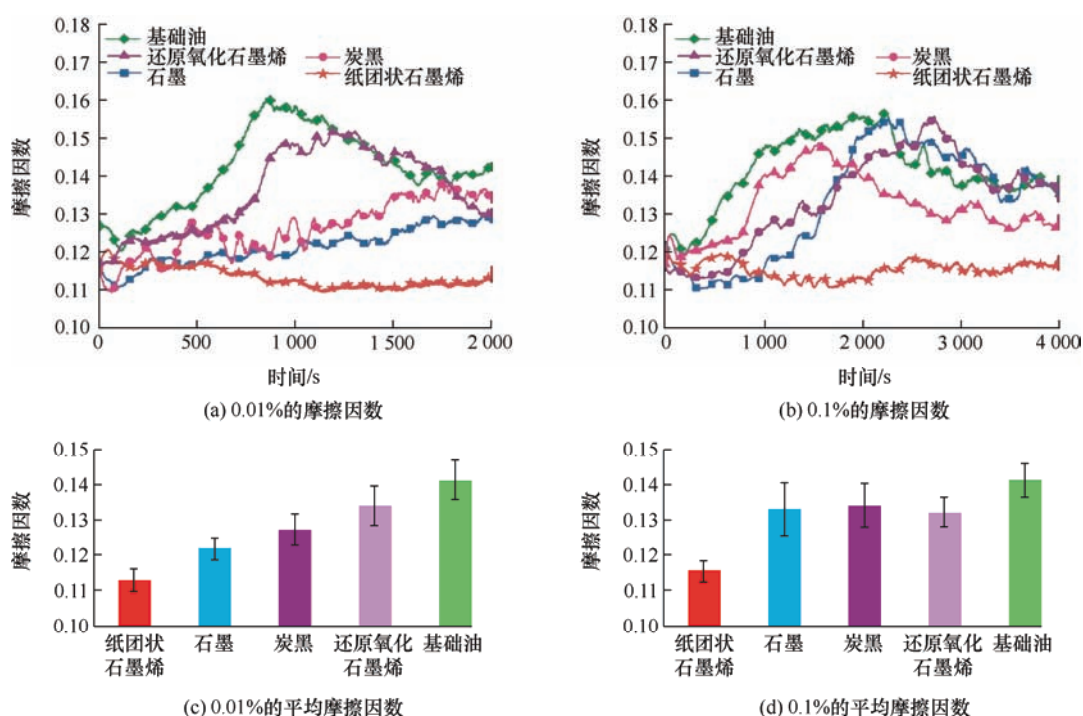 0.18
0.17
0.16
0.15
0.14
0.13
0.12
0.11
0.10
摩擦因数
基础油
还原氧化石墨烯
石墨
炭黑
纸团状石墨烯
0 500 1 000 1 500 2 000
时间/s
(a) 0.01%的摩擦因数
0.18
0.17
0.16
0.15
0.14
0.13
0.12
0.11
0.10
摩擦因数
基础油
还原氧化石墨烯
石墨
炭黑
纸团状石墨烯
0 1 000 2 000 3 000 4 000
时间/s
(b) 0.1%的摩擦因数
0.15
0.14
0.13
0.12
0.11
0.10
摩擦因数
纸团状
石墨烯
石墨
炭黑
还原氧化
石墨烯
基础油
(c) 0.01%的平均摩擦因数
0.15
0.14
0.13
0.12
0.11
0.10
摩擦因数
纸团状
石墨烯
石墨
炭黑
还原氧化
石墨烯
基础油
(d) 0.1%的平均摩擦因数